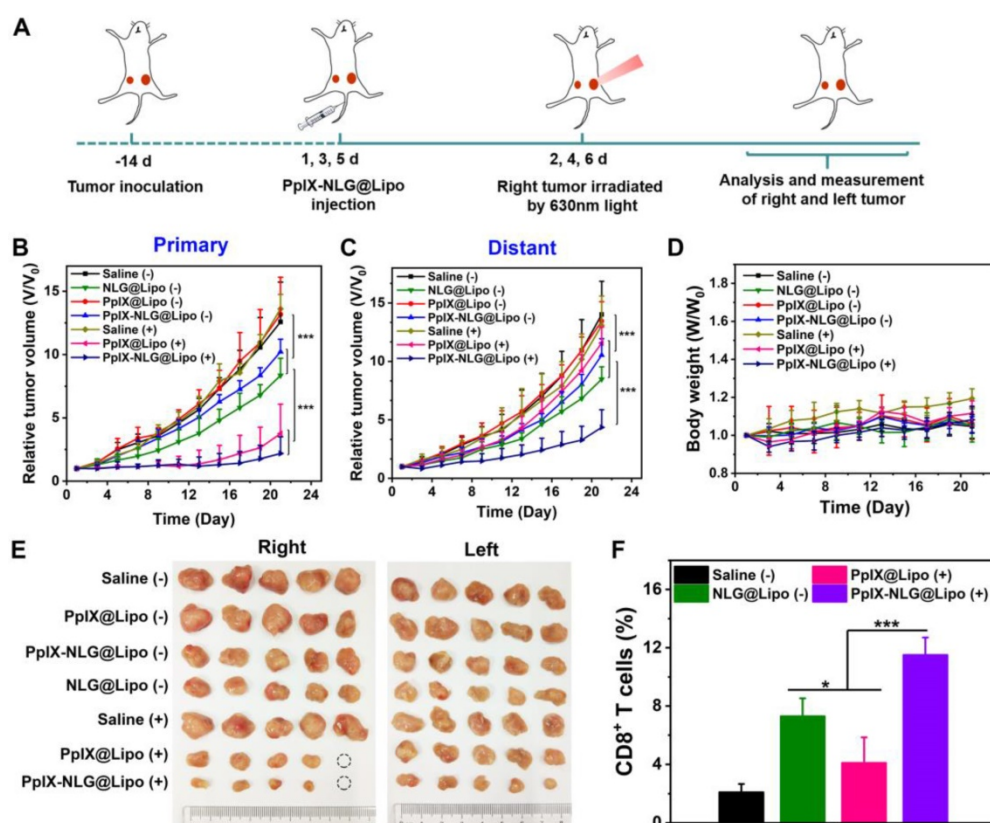 A
-14 d
Tumor inoculation
1, 3, 5 d
PpIX-NLG@Lipo
injection
2, 4, 6 d
Right tumor irradiated
by 630nm light
Analysis and measurement
of right and left tumor
B
Primary
Relative tumor volume (V/V0)
15
10
5
0
Saline (-)
NLG@Lipo (-)
PpIX@Lipo (-)
PpIX-NLG@Lipo (-)
Saline (+)
PpIX@Lipo (+)
PpIX-NLG@Lipo (+)
***
***
0 4 8 12 16 20 24
Time (Day)
C
Distant
Relative tumor volume (V/V0)
15
10
5
0
Saline (-)
NLG@Lipo (-)
PpIX@Lipo (-)
PpIX-NLG@Lipo (-)
Saline (+)
PpIX@Lipo (+)
PpIX-NLG@Lipo (+)
***
***
0 4 8 12 16 20 24
Time (Day)
D
Body weight (W/W0)
1.8
1.6
1.4
1.2
1.0
0.8
Saline (-)
NLG@Lipo (-)
PpIX@Lipo (-)
PpIX-NLG@Lipo (-)
Saline (+)
PpIX@Lipo (+)
PpIX-NLG@Lipo (+)
0 4 8 12 16 20
Time (Day)
E
Right
Left
Saline (-)
PpIX@Lipo (-)
PpIX-NLG@Lipo (-)
NLG@Lipo (-)
Saline (+)
PpIX@Lipo (+)
PpIX-NLG@Lipo (+)
F
CD8+ T cells (%)
16
12
8
4
0
Saline (-)
NLG@Lipo (-)
PpIX@Lipo (+)
PpIX-NLG@Lipo (+)
*
***